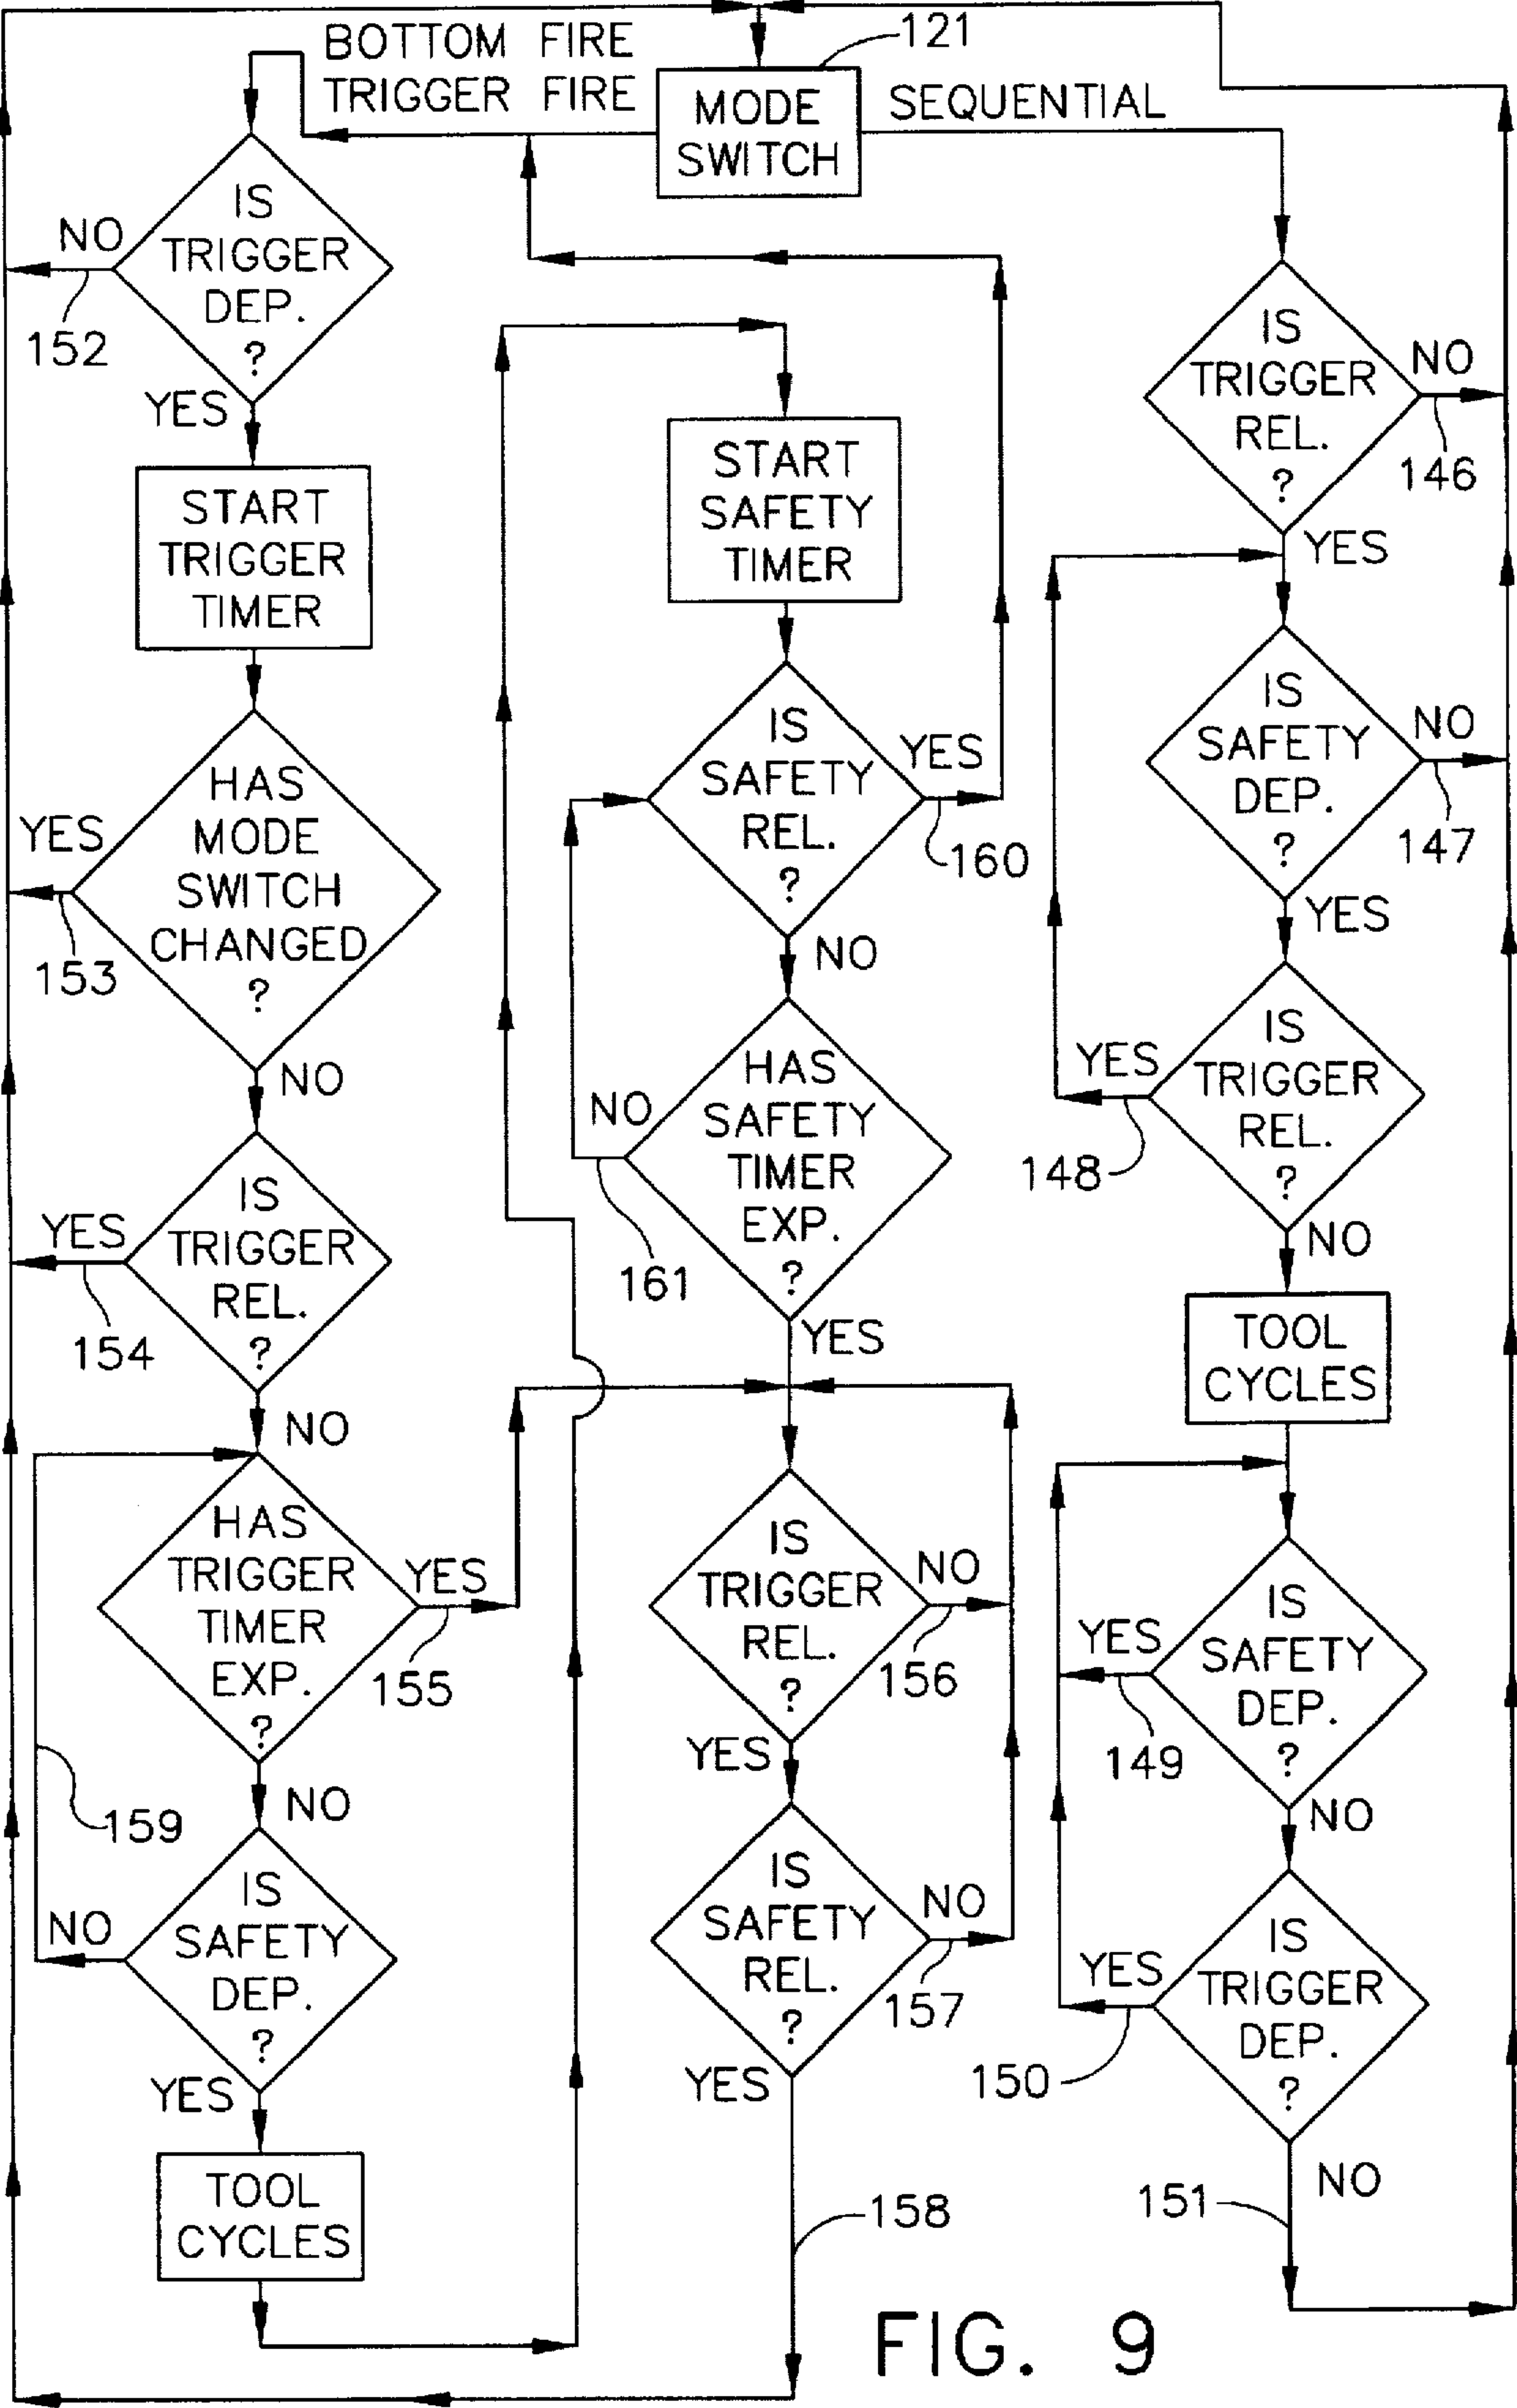 BOTTOM FIRE
TRIGGER FIRE
121
MODE
SWITCH
SEQUENTIAL
IS
TRIGGER
DEP.
?
NO
152
YES
START
TRIGGER
TIMER
HAS
MODE
SWITCH
CHANGED
?
YES
153
NO
IS
TRIGGER
REL.
?
YES
154
NO
HAS
TRIGGER
TIMER
EXP.
?
YES
155
NO
159
IS
SAFETY
DEP.
?
NO
YES
TOOL
CYCLES
START
SAFETY
TIMER
IS
SAFETY
REL.
?
YES
160
NO
HAS
SAFETY
TIMER
EXP.
?
NO
161
YES
IS
TRIGGER
REL.
?
NO
156
YES
IS
SAFETY
REL.
?
NO
157
YES
158
IS
TRIGGER
REL.
?
NO
146
YES
IS
SAFETY
DEP.
?
NO
147
YES
IS
TRIGGER
REL.
?
YES
148
NO
TOOL
CYCLES
IS
SAFETY
DEP.
?
YES
149
NO
IS
TRIGGER
DEP.
?
YES
150
NO
151
FIG. 9